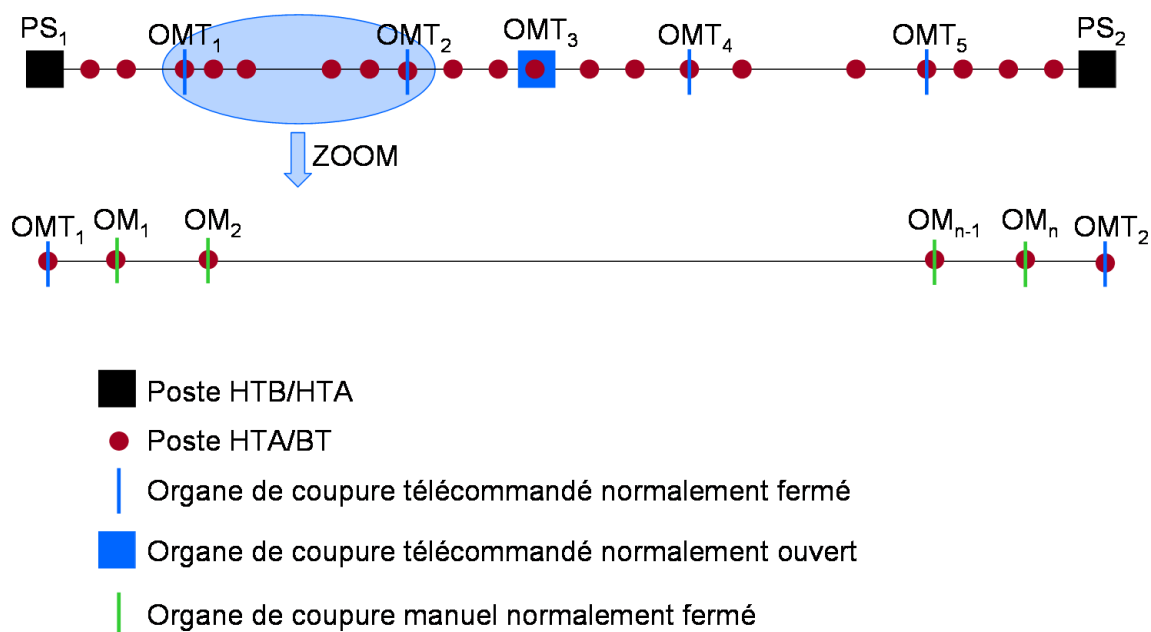 PS₁ OMT₁ OMT₂ OMT₃ OMT₄ OMT₅ PS₂
ZOOM
OMT₁ OM₁ OM₂ OMₙ₋₁ OMₙ OMT₂
Poste HTB/HTA
Poste HTA/BT
Organe de coupure télécommandé normalement fermé
Organe de coupure télécommandé normalement ouvert
Organe de coupure manuel normalement fermé